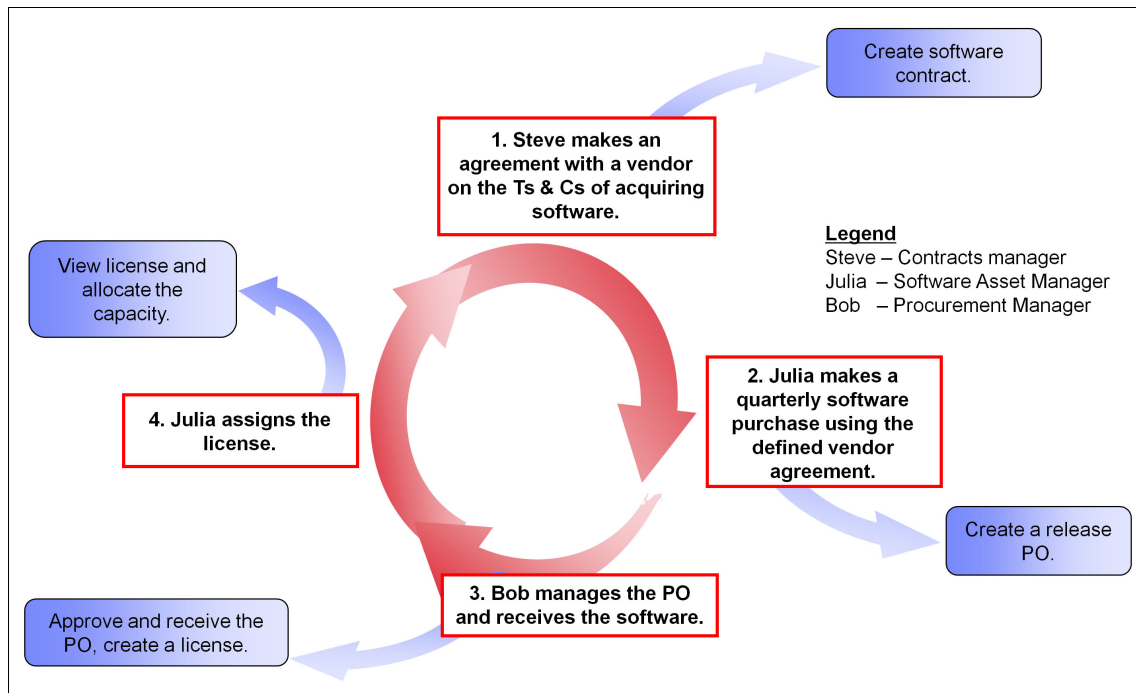 Create software
contract.
1. Steve makes an
agreement with a vendor
on the Ts & Cs of acquiring
software.
Legend
Steve – Contracts manager
Julia – Software Asset Manager
Bob – Procurement Manager
View license and
allocate the
capacity.
2. Julia makes a
quarterly software
purchase using the
defined vendor
agreement.
4. Julia assigns the
license.
Create a release
PO.
3. Bob manages the PO
and receives the software.
Approve and receive the
PO, create a license.